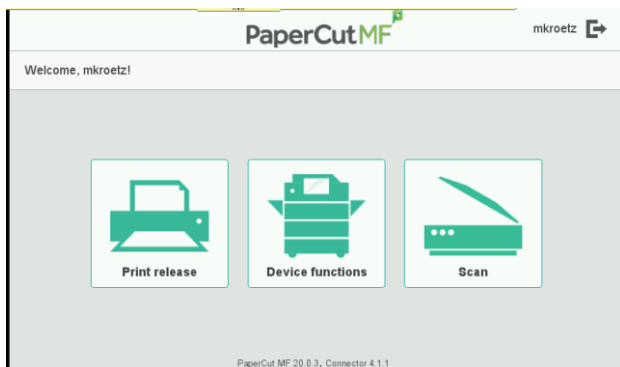 PaperCut MF
mkroetz
Welcome, mkroetz!
Print release
Device functions
Scan
PaperCut MF 20.0.3, Connector 4.1.1